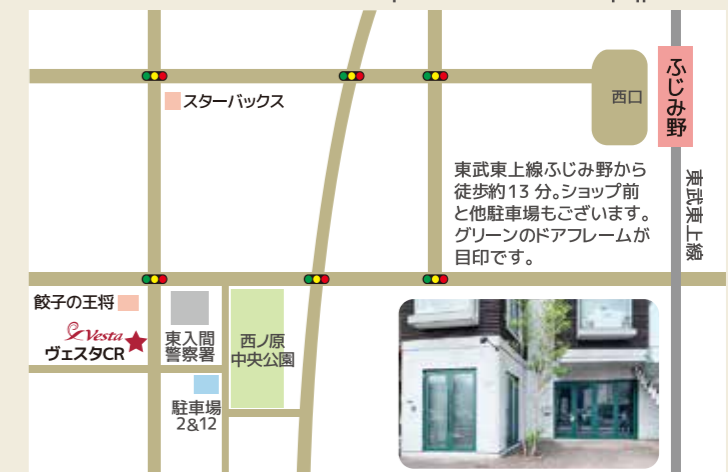 ふじみ野
西口
スターバックス
東武東上線ふじみ野から
徒歩約13分。ショップ前
と他駐車場もございます。
グリーンのドアフレームが
目印です。
東武東上線
餃子の王将
Vesta
ヴェスタCR
東入間
警察署
西ノ原
中央公園
駐車場
2&12